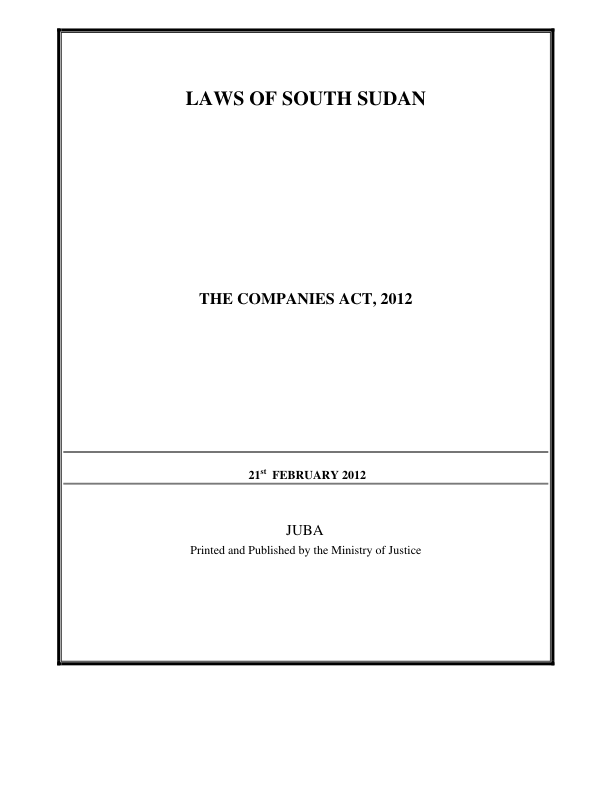 LAWS OF SOUTH SUDAN
THE COMPANIES ACT, 2012
21st FEBRUARY 2012
JUBA
Printed and Published by the Ministry of Justice